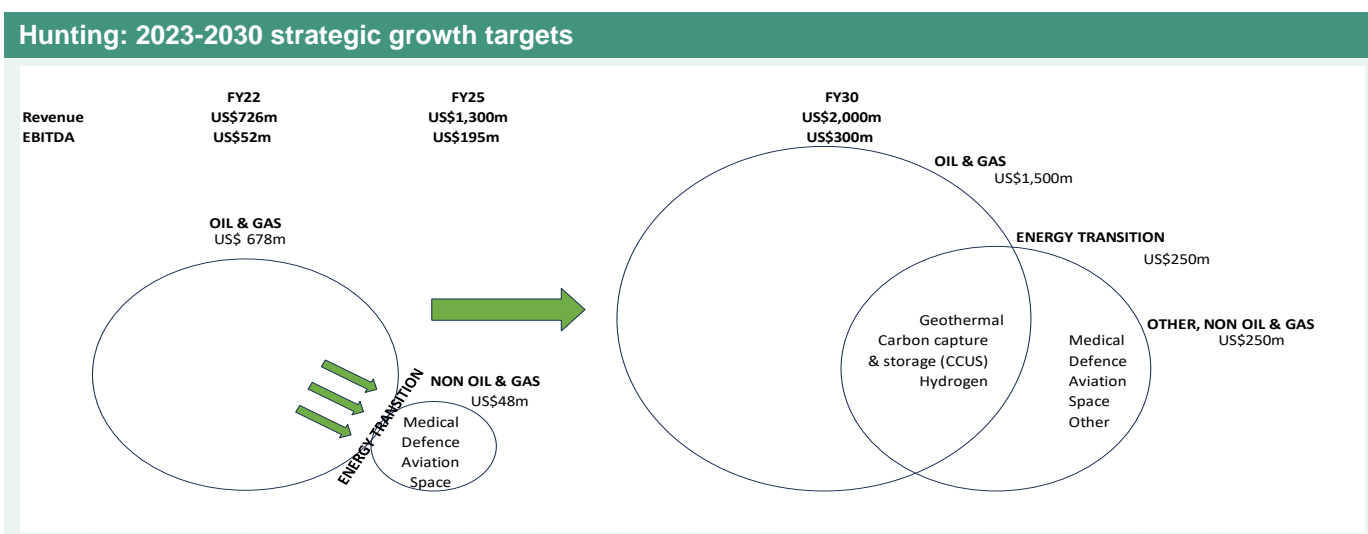 Hunting: 2023-2030 strategic growth targets
FY22 FY25 FY30
Revenue US$726m US$1,300m US$2,000m
EBITDA US$52m US$195m US$300m
OIL & GAS
US$ 678m
ENERGY TRANSITION
NON OIL & GAS
US$48m
Medical
Defence
Aviation
Space
OIL & GAS
US$1,500m
ENERGY TRANSITION
US$250m
Geothermal
Carbon capture
& storage (CCUS)
Hydrogen
OTHER, NON OIL & GAS
US$250m
Medical
Defence
Aviation
Space
Other